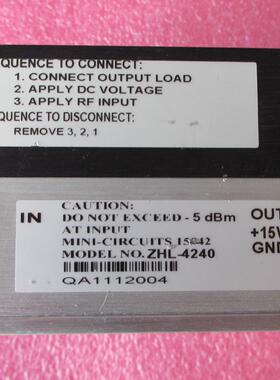 QUENCE TO CONNECT:
1. CONNECT OUTPUT LOAD
2. APPLY DC VOLTAGE
3. APPLY RF INPUT
QUENCE TO DISCONNECT:
REMOVE 3, 2, 1
IN
CAUTION:
DO NOT EXCEED - 5 dBm
AT INPUT
MINI-CIRCUITS 15542
MODEL NO. ZHL-4240
QA1112004
OUT
+15V
GND